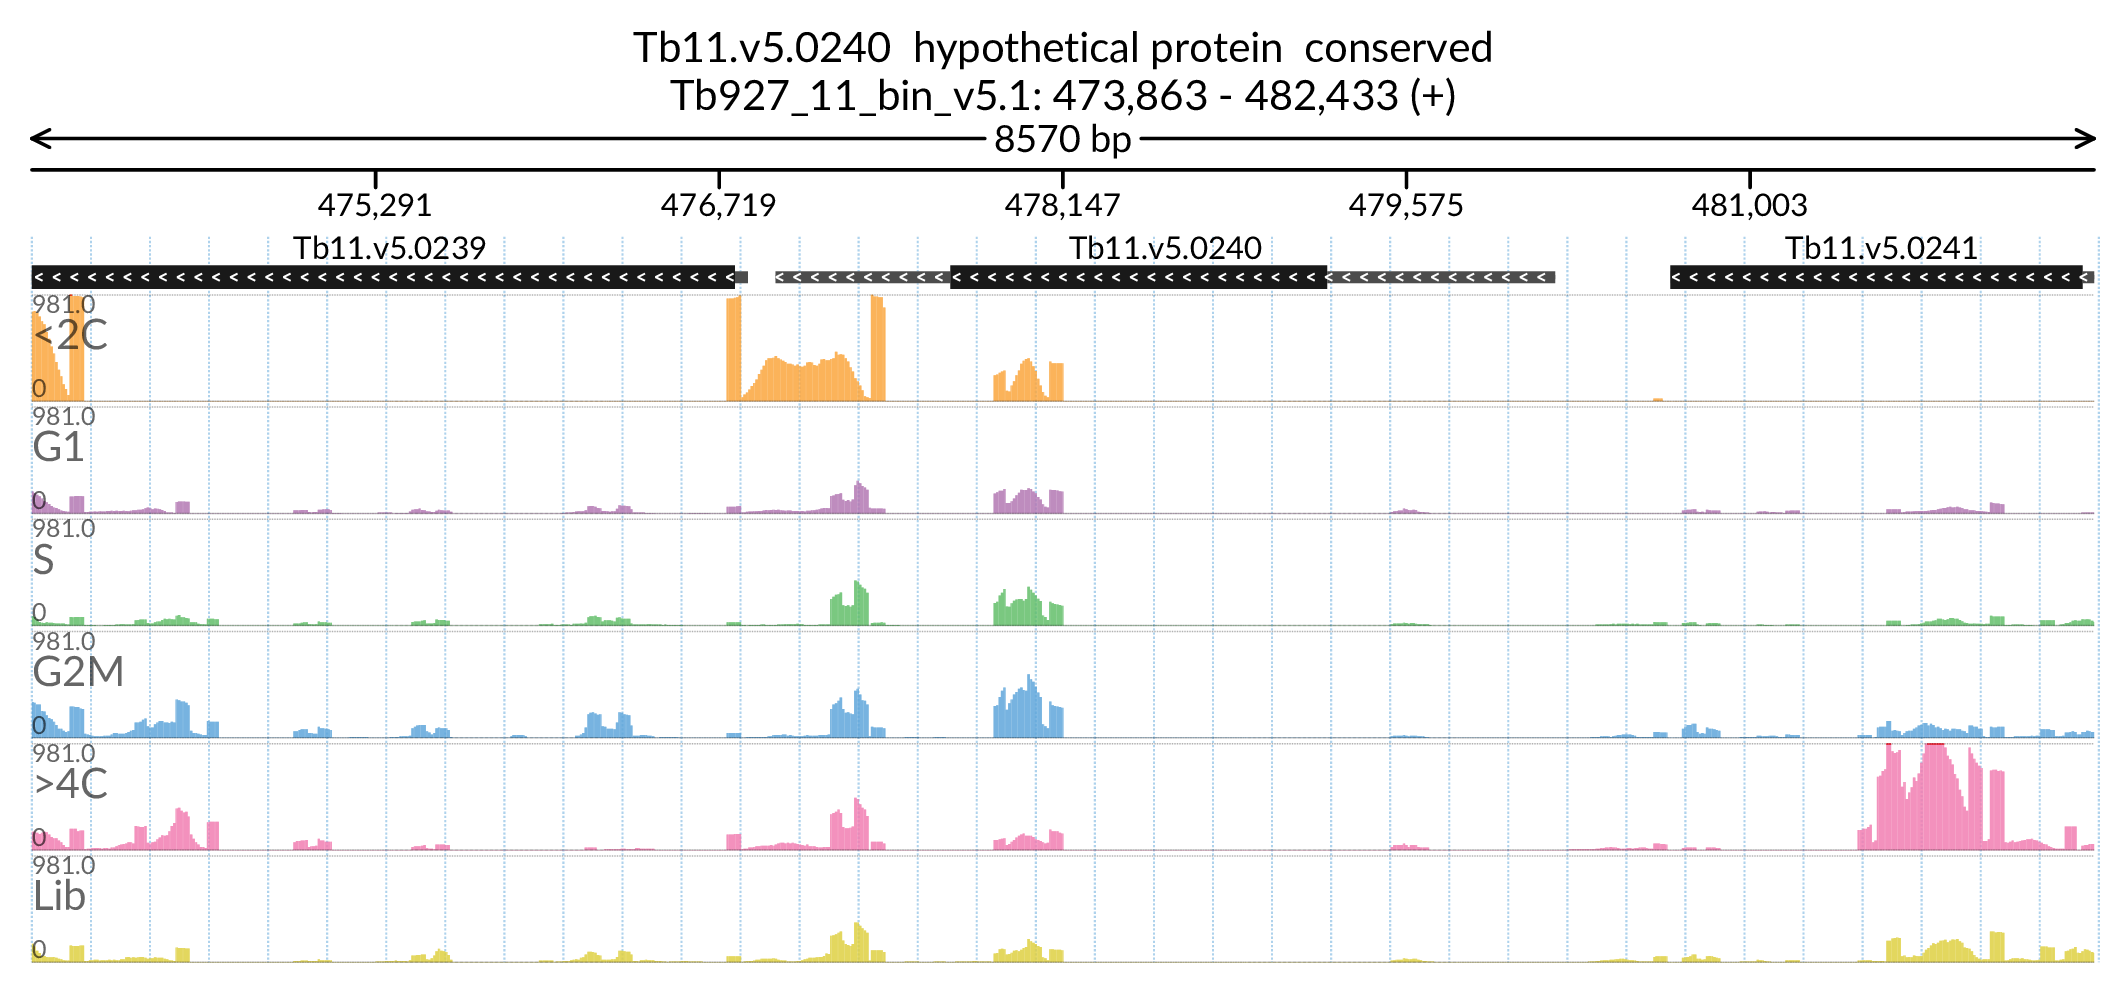 Tb11.v5.0240  hypothetical protein  conserved
Tb927_11_bin_v5.1: 473,863 - 482,433 (+)
8570 bp
475,291 476,719 478,147 479,575 481,003
Tb11.v5.0239 Tb11.v5.0240 Tb11.v5.0241
981.0
<2C
0
981.0
G1
0
981.0
S
0
981.0
G2M
0
981.0
>4C
0
981.0
Lib
0